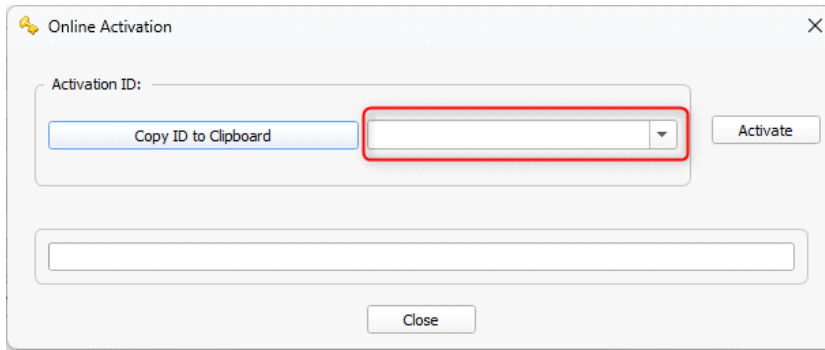 Online Activation
Activation ID:
Copy ID to Clipboard
Activate
Close